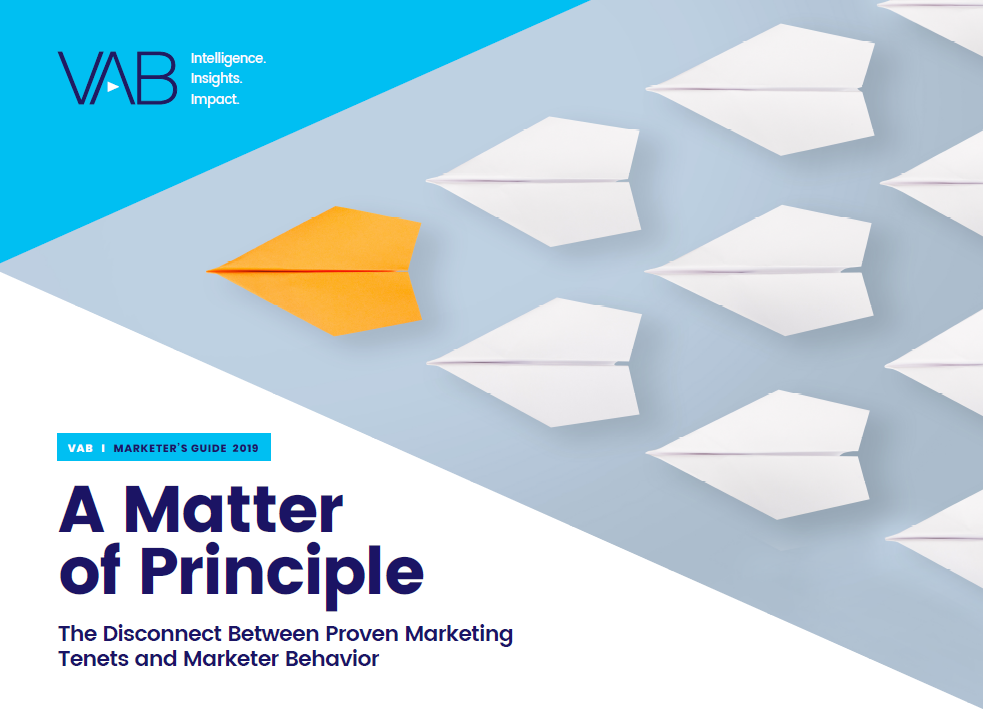 VAB
Intelligence.
Insights.
Impact.
VAB | MARKETER'S GUIDE 2019
A Matter
of Principle
The Disconnect Between Proven Marketing
Tenets and Marketer Behavior